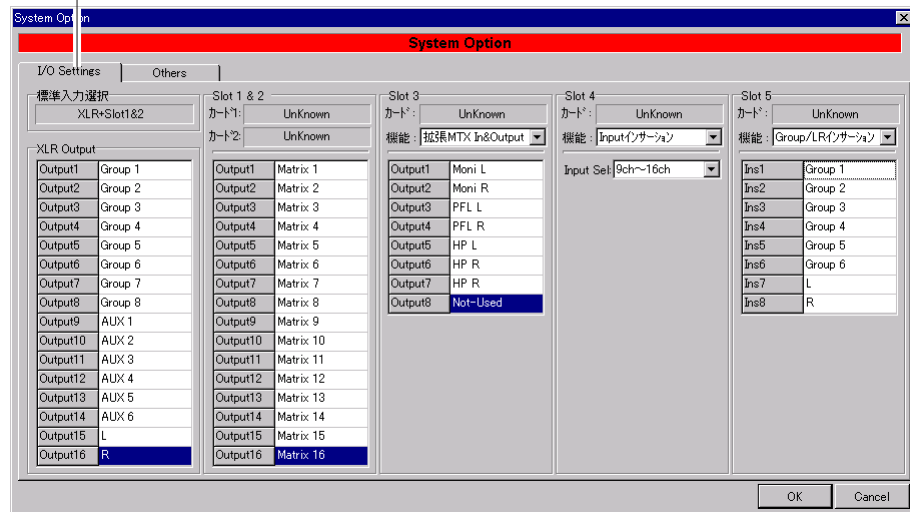 System Option
System Option
I/O Settings
Others
標準入力選択
XLR+Slot1&2
XLR Output
Output1 Group 1
Output2 Group 2
Output3 Group 3
Output4 Group 4
Output5 Group 5
Output6 Group 6
Output7 Group 7
Output8 Group 8
Output9 AUX 1
Output10 AUX 2
Output11 AUX 3
Output12 AUX 4
Output13 AUX 5
Output14 AUX 6
Output15 L
Output16 R
Slot 1 & 2
カード1: UnKnown
カード2: UnKnown
Output1 Matrix 1
Output2 Matrix 2
Output3 Matrix 3
Output4 Matrix 4
Output5 Matrix 5
Output6 Matrix 6
Output7 Matrix 7
Output8 Matrix 8
Output9 Matrix 9
Output10 Matrix 10
Output11 Matrix 11
Output12 Matrix 12
Output13 Matrix 13
Output14 Matrix 14
Output15 Matrix 15
Output16 Matrix 16
Slot 3
カード: UnKnown
機能: 拡張MTX In&Output
Output1 Moni L
Output2 Moni R
Output3 PFL L
Output4 PFL R
Output5 HP L
Output6 HP R
Output7 HP R
Output8 Not-Used
Slot 4
カード: UnKnown
機能: Inputインサーション
Input Sel: 9ch～16ch
Slot 5
カード: UnKnown
機能: Group/LRインサーション
Ins1 Group 1
Ins2 Group 2
Ins3 Group 3
Ins4 Group 4
Ins5 Group 5
Ins6 Group 6
Ins7 L
Ins8 R
OK
Cancel